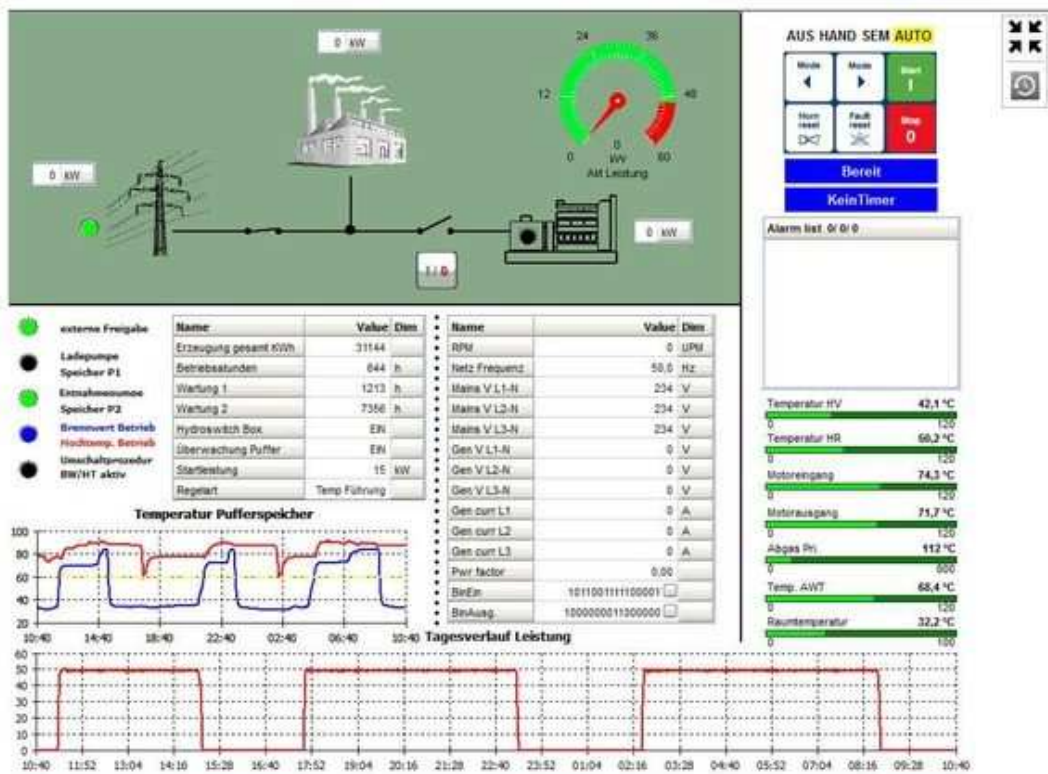 0 kW
24
36
12
48
0
60
0
kW
Akt Leistung
0 kW
0 kW
1 / 0
AUS HAND SEM AUTO
Mode
Mode
Start
I
Horn reset
Fault reset
Stop
0
Bereit
KeinTimer
Alarm list 0/ 0/ 0
externe Freigabe
Ladepumpe
Speicher P1
Speicher P2
Brennwert Betrieb
Hochtemp. Betrieb
Umschaltprozedur
BW/HT aktiv
Name Value Dim
Erzeugung gesamt KWh 31144
Betriebsstunden 644 h
Wartung 1 1213 h
Wartung 2 7356 h
Hydroswitch Box EIN
Überwachung Puffer EIN
Startleistung 15 kW
Regelart Temp Führung
Name Value Dim
RPM 0 UPM
Netz Frequenz 50,0 Hz
Mains V L1-N 234 V
Mains V L2-N 234 V
Mains V L3-N 234 V
Gen V L1-N 0 V
Gen V L2-N 0 V
Gen V L3-N 0 V
Gen curr L1 0 A
Gen curr L2 0 A
Gen curr L3 0 A
Pwr factor 0,00
BinEin
BinAusg.
Temperatur HV 42,1 °C
0 120
Temperatur HR
0 120
Motoreingang 74,3 °C
0 120
Motorausgang 71,7 °C
0 120
Abgas Pri. 112 °C
0 800
Temp. AWT 68,4 °C
0 120
Raumtemperatur 32,2 °C
0 100
Temperatur Pufferspeicher
100
80
60
40
20
10:40 14:40 18:40 22:40 02:40 06:40 10:40
Tagesverlauf Leistung
60
50
40
30
20
10
0
10:40 11:52 13:04 14:16 15:28 16:40 17:52 19:04 20:16 21:28 22:40 23:52 01:04 02:16 03:28 04:40 05:52 07:04 08:16 09:28 10:40